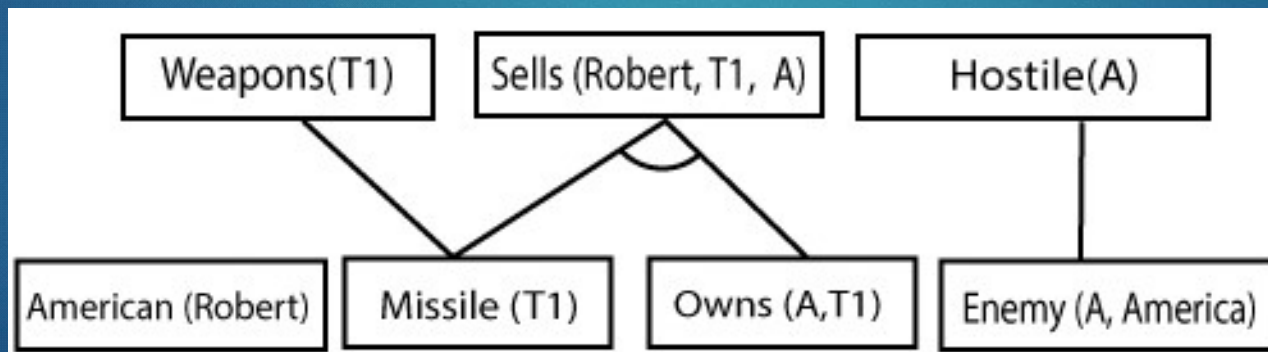 Weapons(T1)
Sells (Robert, T1, A)
Hostile(A)
American (Robert)
Missile (T1)
Owns (A,T1)
Enemy (A, America)